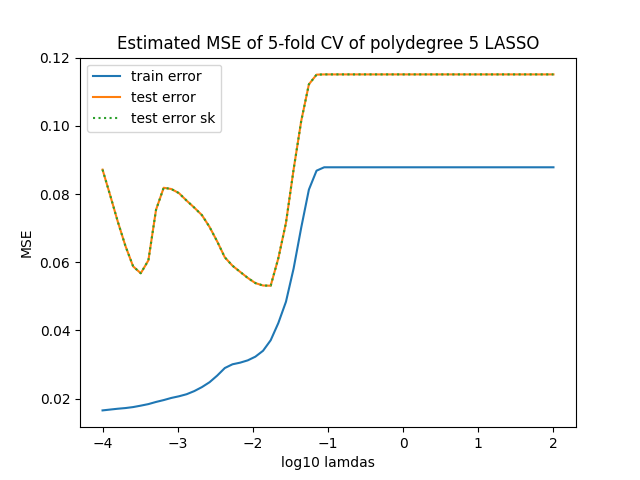 Estimated MSE of 5-fold CV of polydegree 5 LASSO
train error
test error
test error sk
MSE
0.12
0.10
0.08
0.06
0.04
0.02
−4 −3 −2 −1 0 1 2
log10 lamdas